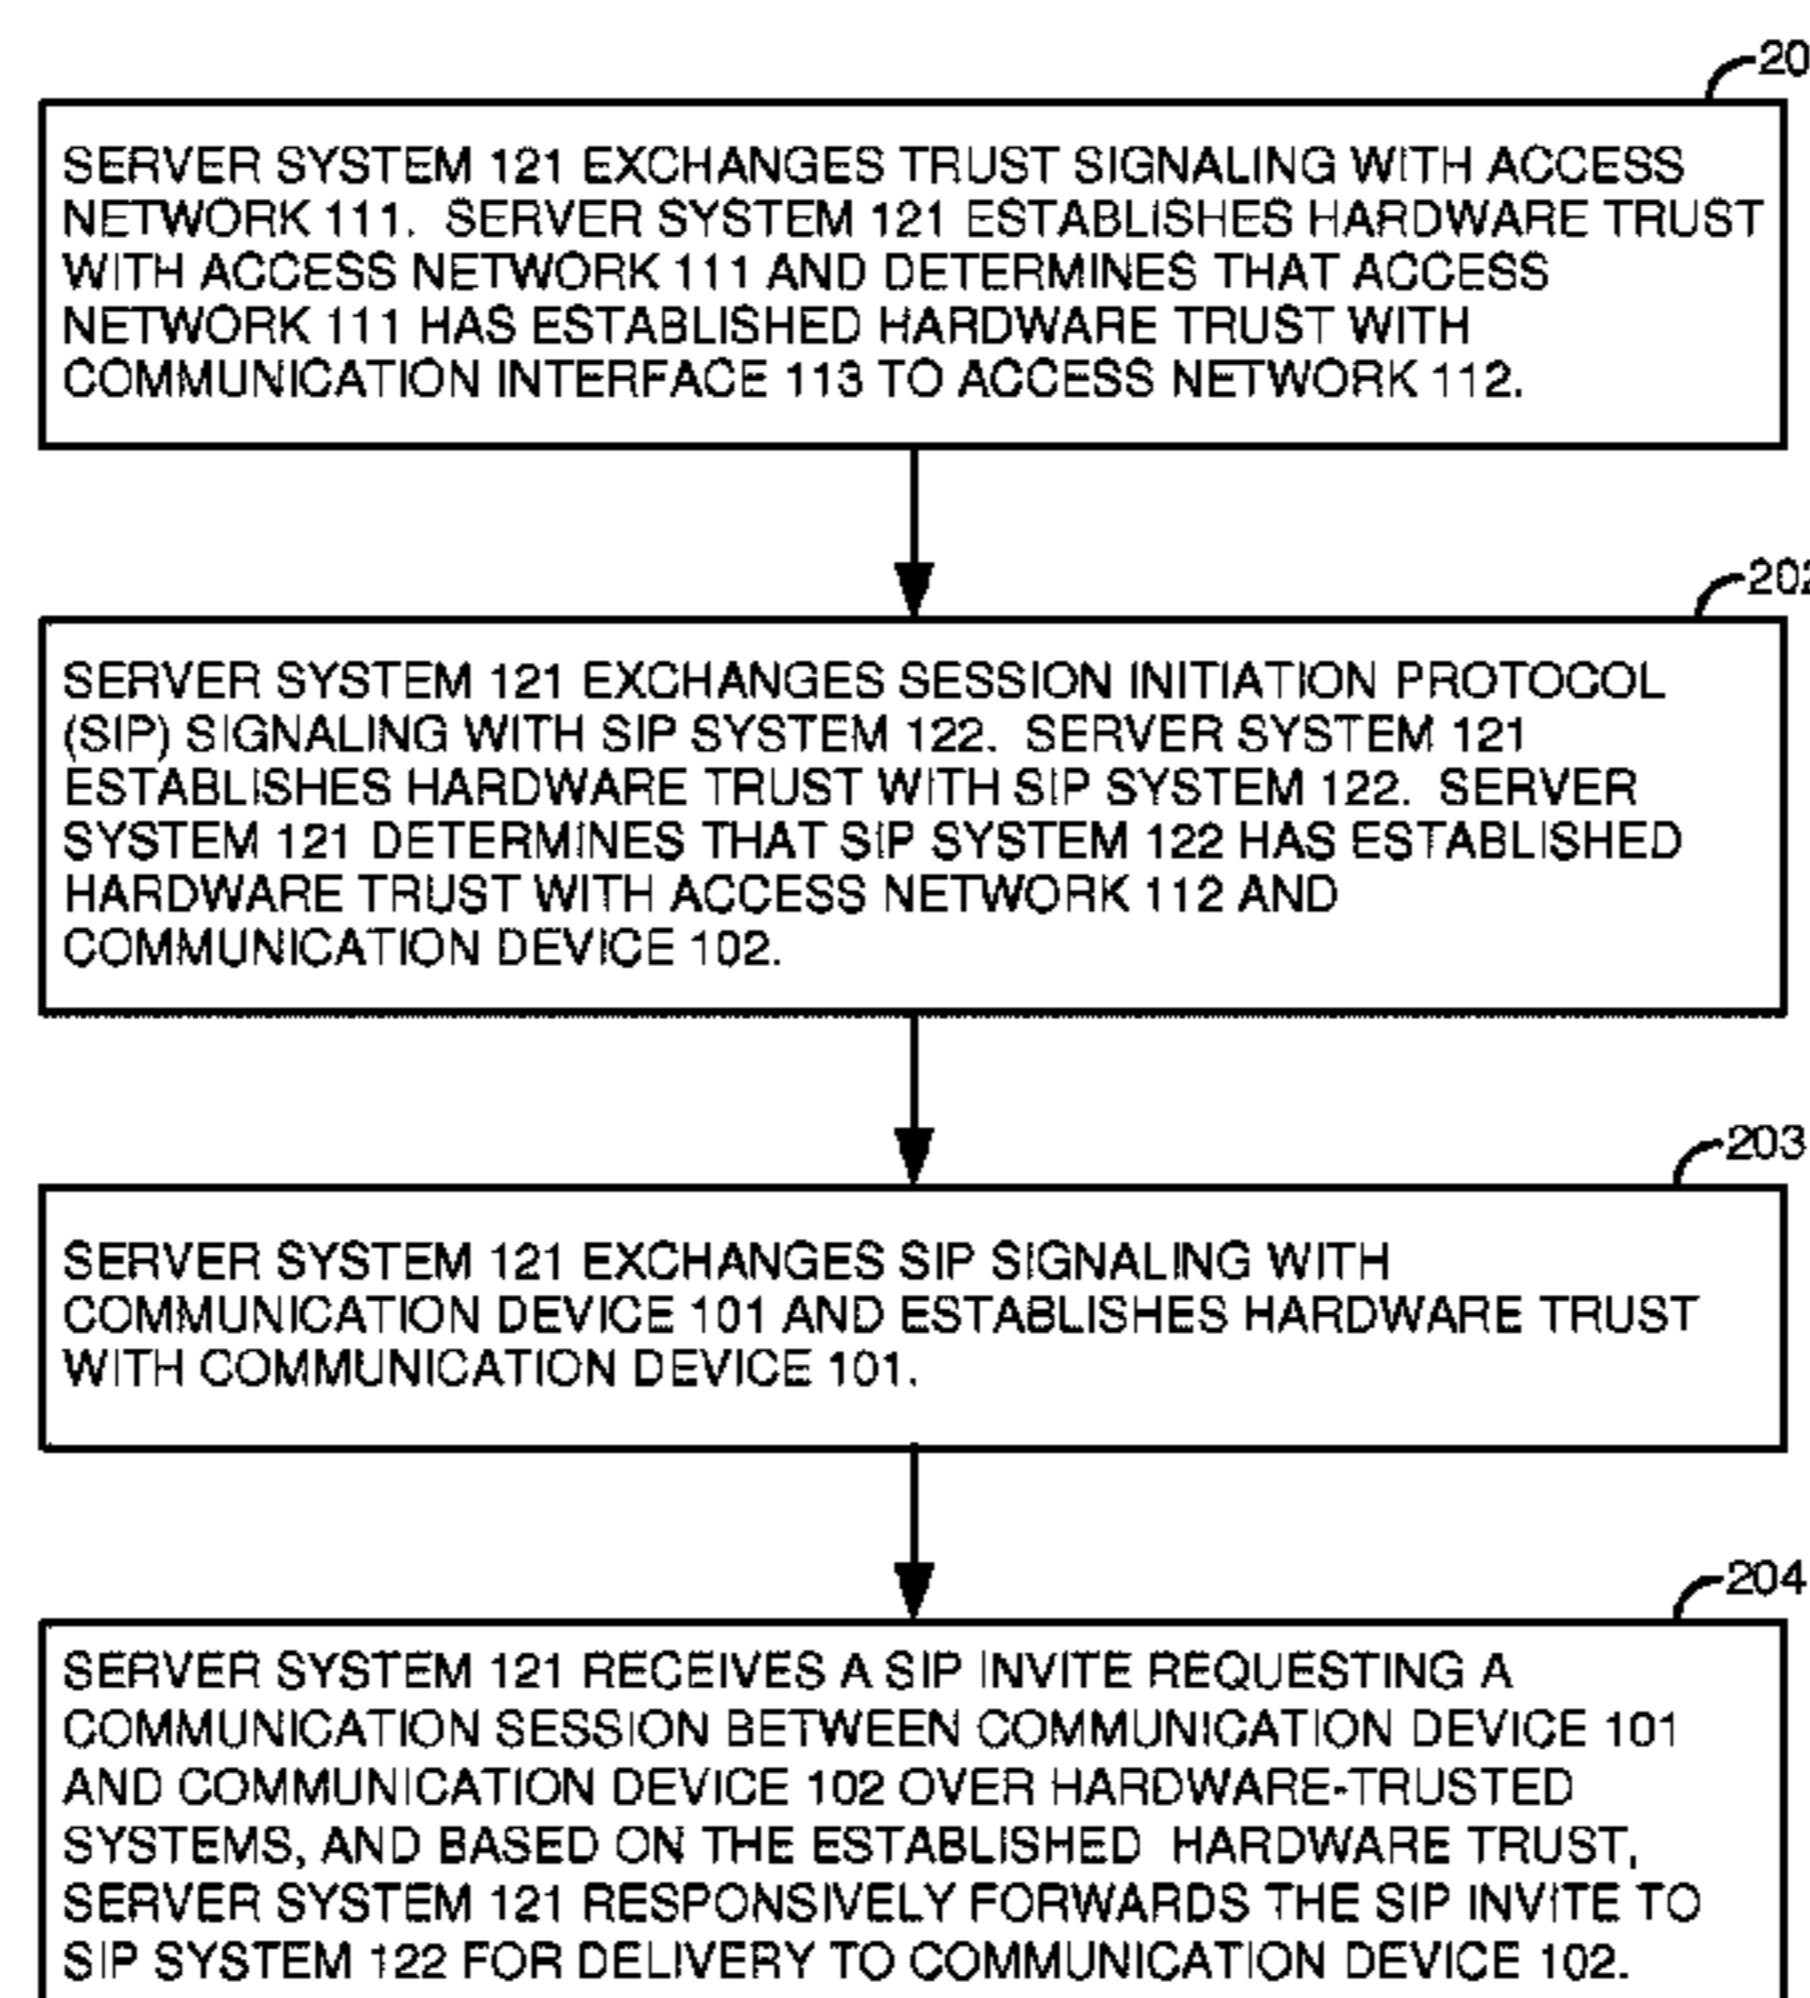 20
SERVER SYSTEM 121 EXCHANGES TRUST SIGNALING WITH ACCESS
NETWORK 111. SERVER SYSTEM 121 ESTABLISHES HARDWARE TRUST
WITH ACCESS NETWORK 111 AND DETERMINES THAT ACCESS
NETWORK 111 HAS ESTABLISHED HARDWARE TRUST WITH
COMMUNICATION INTERFACE 113 TO ACCESS NETWORK 112.
202
SERVER SYSTEM 121 EXCHANGES SESSION INITIATION PROTOCOL
(SIP) SIGNALING WITH SIP SYSTEM 122. SERVER SYSTEM 121
ESTABLISHES HARDWARE TRUST WITH SIP SYSTEM 122. SERVER
SYSTEM 121 DETERMINES THAT SIP SYSTEM 122 HAS ESTABLISHED
HARDWARE TRUST WITH ACCESS NETWORK 112 AND
COMMUNICATION DEVICE 102.
203
SERVER SYSTEM 121 EXCHANGES SIP SIGNALING WITH
COMMUNICATION DEVICE 101 AND ESTABLISHES HARDWARE TRUST
WITH COMMUNICATION DEVICE 101.
204
SERVER SYSTEM 121 RECEIVES A SIP INVITE REQUESTING A
COMMUNICATION SESSION BETWEEN COMMUNICATION DEVICE 101
AND COMMUNICATION DEVICE 102 OVER HARDWARE-TRUSTED
SYSTEMS, AND BASED ON THE ESTABLISHED HARDWARE TRUST,
SERVER SYSTEM 121 RESPONSIVELY FORWARDS THE SIP INVITE TO
SIP SYSTEM 122 FOR DELIVERY TO COMMUNICATION DEVICE 102.